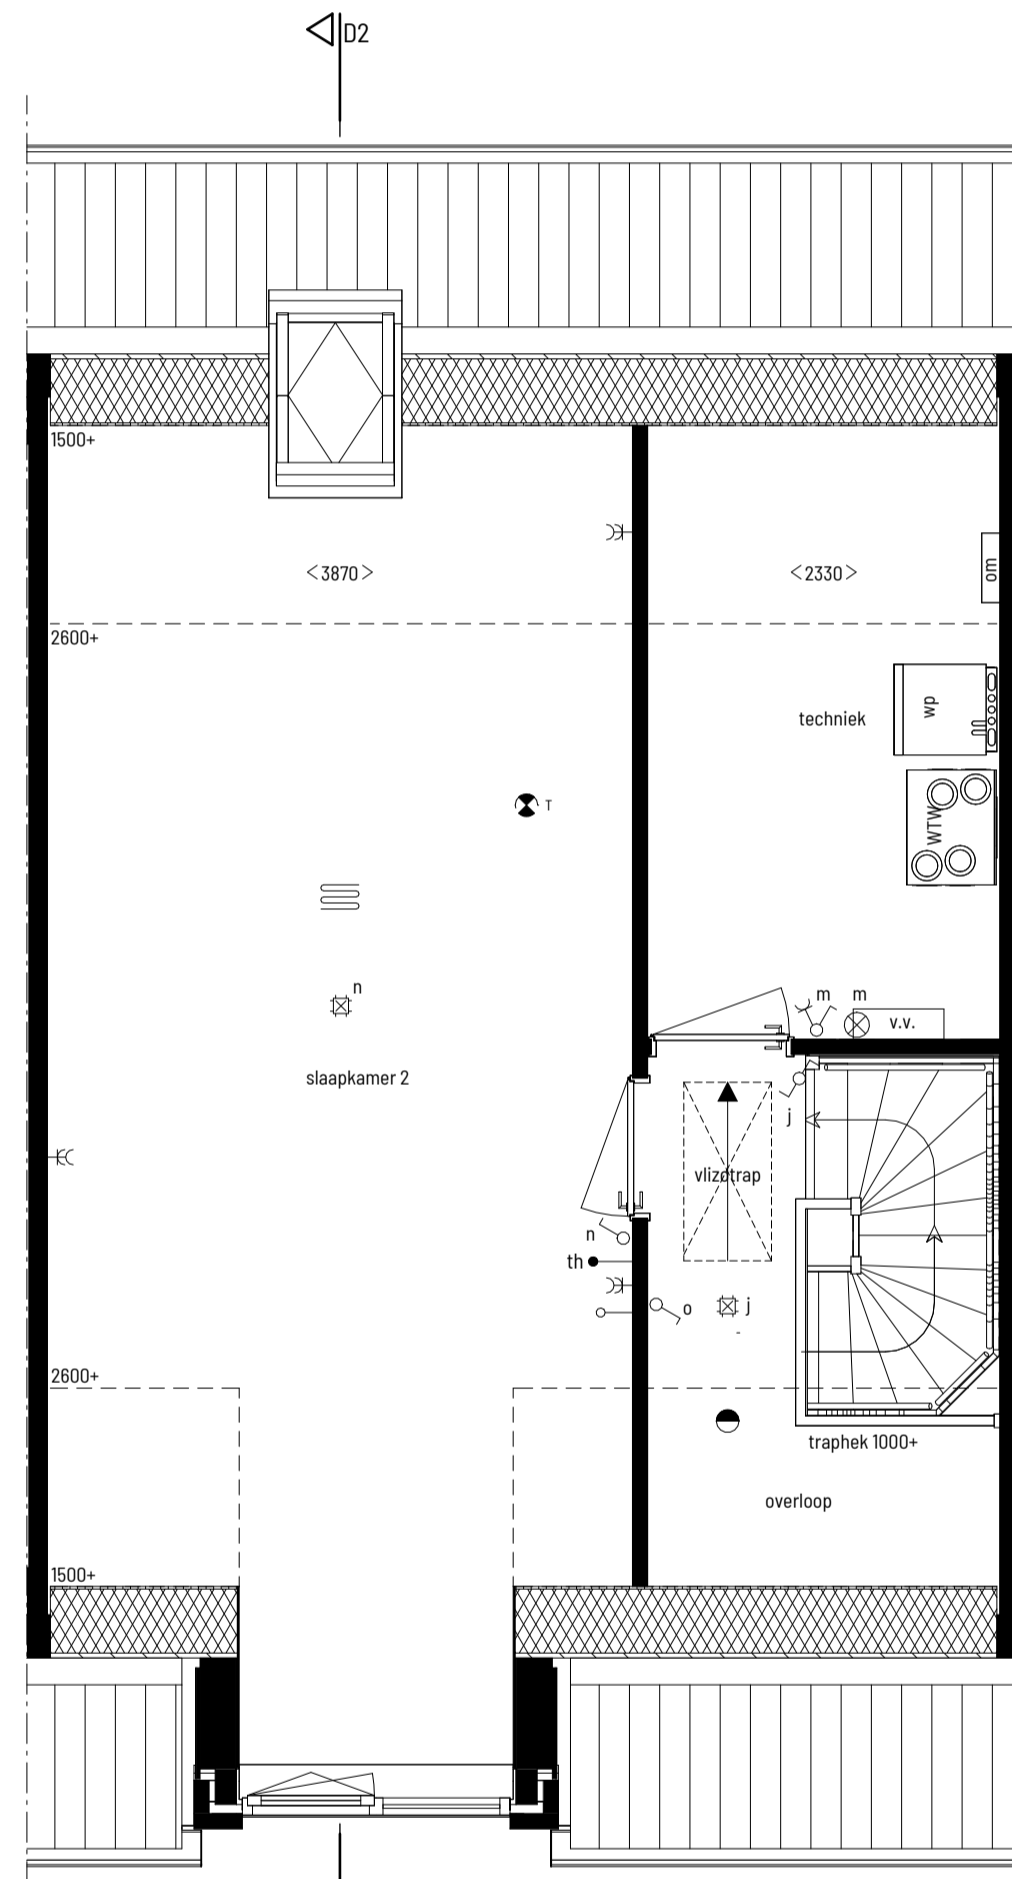 D2
1500+
<3870>
<2330>
om
2600+
wp
techniek
T
WTW
n
m
m
v.v.
slaapkamer 2
j
vlizotrap
n
th
o
j
2600+
traphek 1000+
overloop
1500+